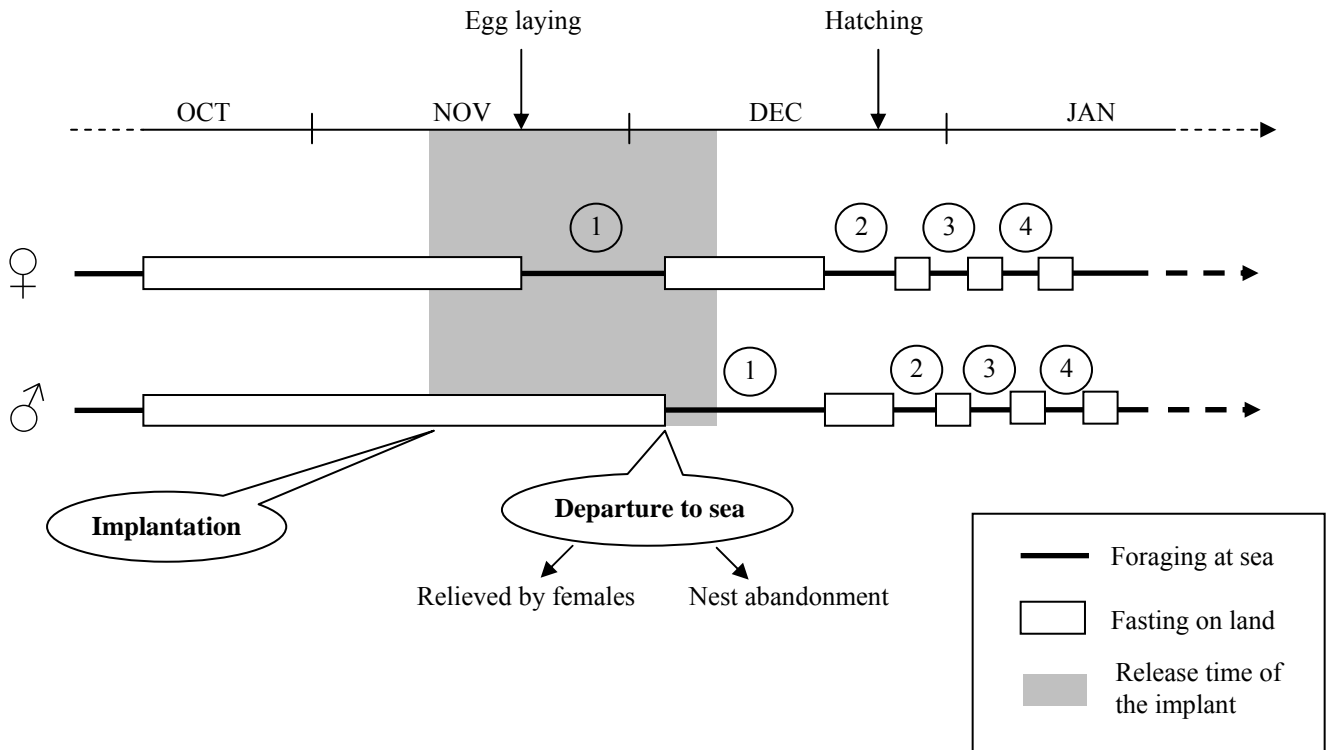 Egg laying
Hatching
OCT
NOV
DEC
JAN
1
2
3
4
♀
1
2
3
4
♂
Implantation
Departure to sea
Relieved by females
Nest abandonment
Foraging at sea
Fasting on land
Release time of
the implant